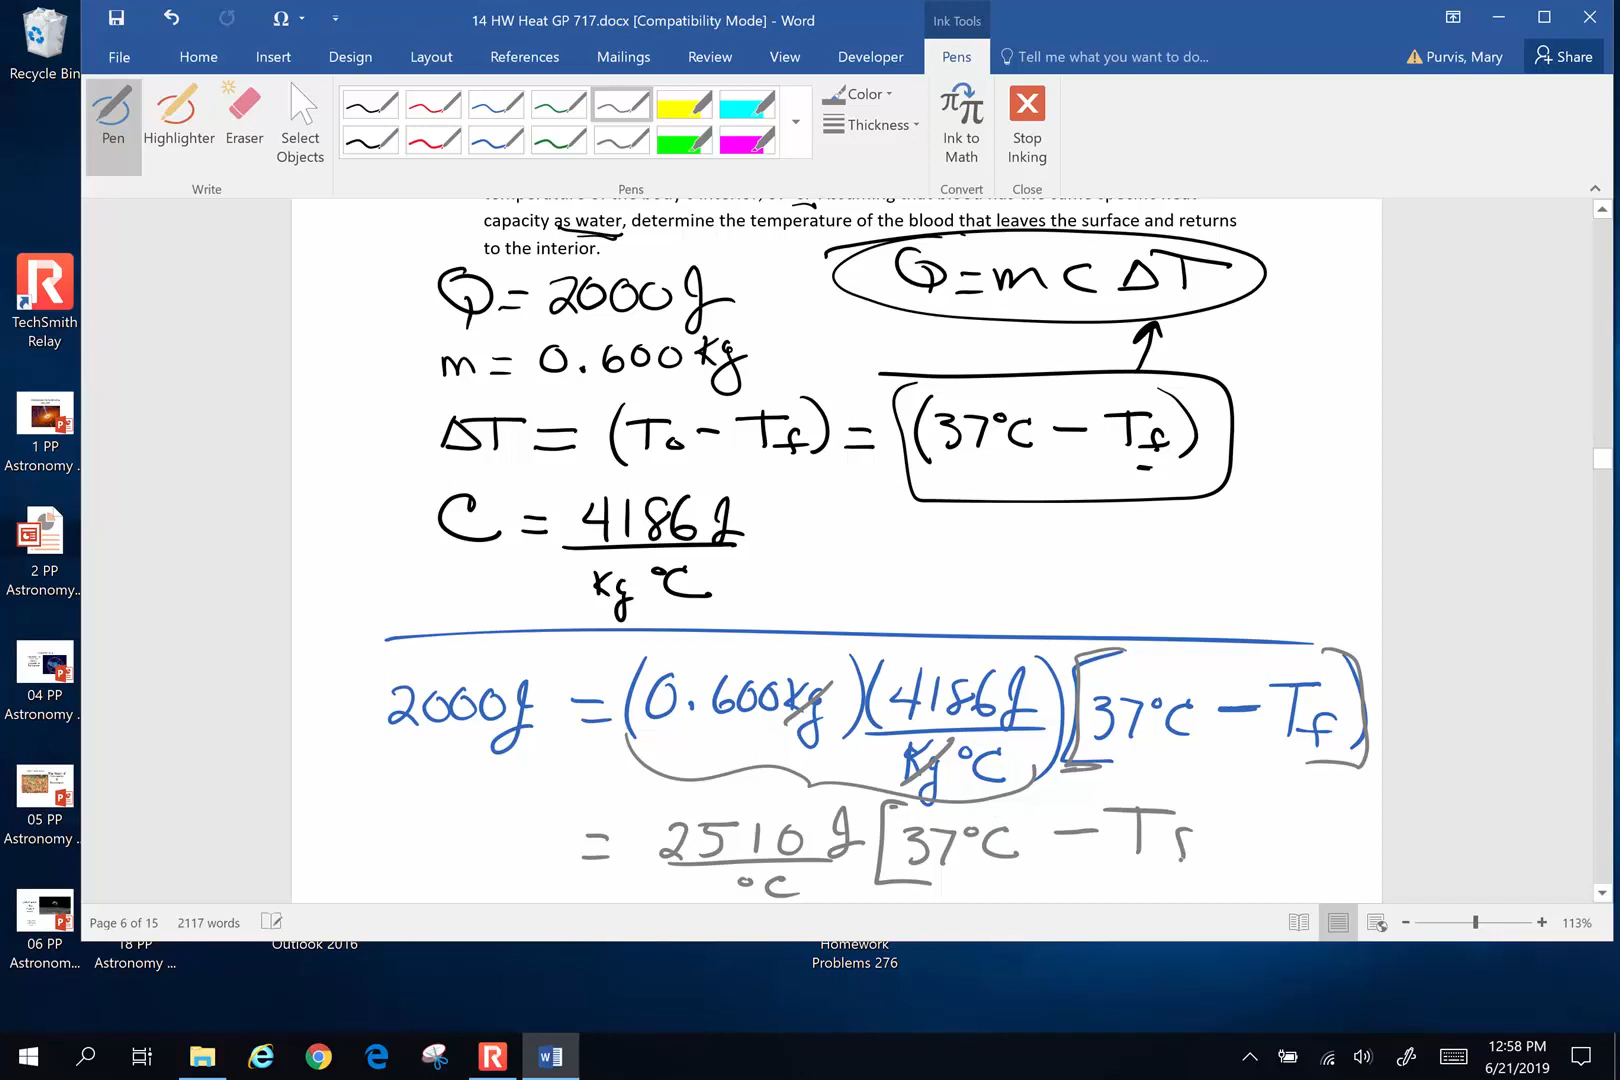 Recycle Bin
14 HW Heat GP 717.docx [Compatibility Mode] - Word
Ink Tools
File Home Insert Design Layout References Mailings Review View Developer Pens Tell me what you want to do... Purvis, Mary Share
Pen
Highlighter
Eraser
Select Objects
Color
Thickness
Ink to Math
Stop Inking
Write
Pens
Convert
Close
capacity as water, determine the temperature of the blood that leaves the surface and returns
to the interior.
Q = 2000 J
Q = m C ΔT
m = 0.600 kg
ΔT = (To - Tf) = (37°C - Tf)
C = 4186 J
kg °C
2000 J = (0.600 kg)(4186 J / kg °C)[37°C - Tf]
= 2510 J / °C [37°C - Tf
TechSmith Relay
1 PP Astronomy...
2 PP Astronomy...
04 PP Astronomy...
05 PP Astronomy...
06 PP Astronom...
18 PP Astronomy ...
Outlook 2016
Homework Problems 276
Page 6 of 15
2117 words
113%
12:58 PM
6/21/2019